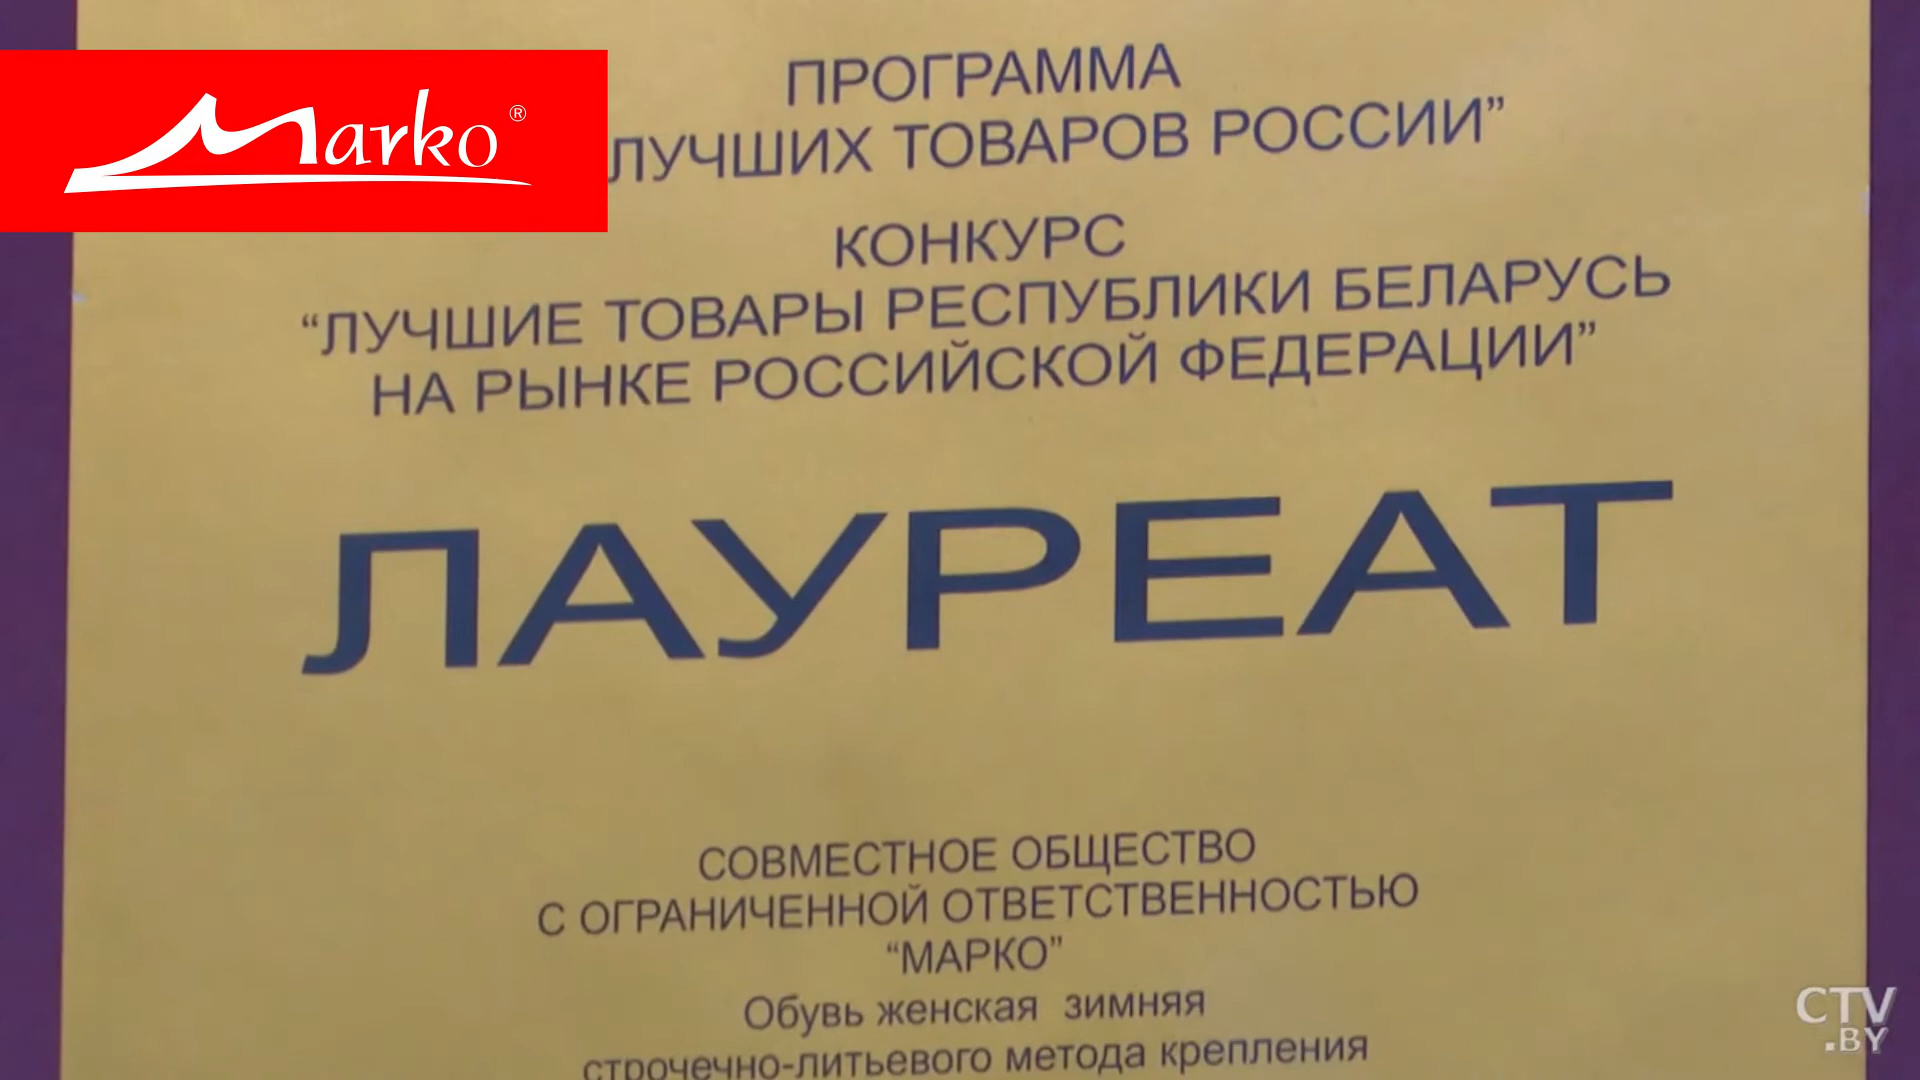 Marko®
ПРОГРАММА
ЛУЧШИХ ТОВАРОВ РОССИИ”
КОНКУРС
“ЛУЧШИЕ ТОВАРЫ РЕСПУБЛИКИ БЕЛАРУСЬ
НА РЫНКЕ РОССИЙСКОЙ ФЕДЕРАЦИИ”
ЛАУРЕАТ
СОВМЕСТНОЕ ОБЩЕСТВО
С ОГРАНИЧЕННОЙ ОТВЕТСТВЕННОСТЬЮ
“МАРКО”
Обувь женская зимняя
строчечно-литьевого метода крепления
CTV
.BY